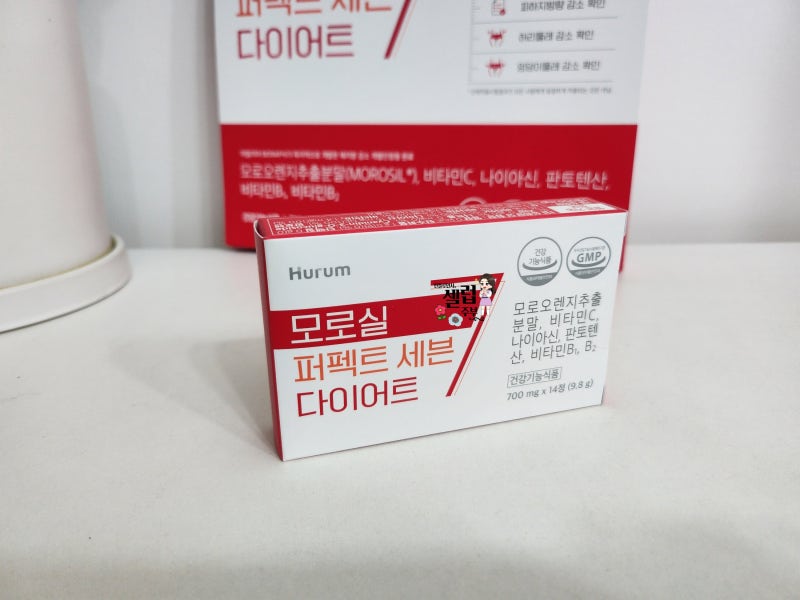 퍼펙트 세븐
다이어트
7
피하지방량 감소 확인
허리둘레 감소 확인
엉덩이둘레 감소 확인
모로오렌지추출분말(MOROSIL®), 비타민C, 나이아신, 판토텐산,
비타민B₁, 비타민B₂
Hurum
모로실
퍼펙트 세븐
다이어트
7
셀럽
주부
건강
기능식품
GMP
모로오렌지추출
분말, 비타민C,
나이아신, 판토텐
산, 비타민B₁, B₂
건강기능식품
700 mg x 14정 (9.8 g)